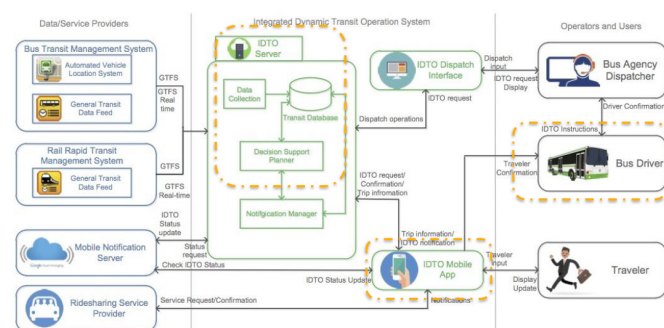 Data/Service Providers
Integrated Dynamic Transit Operation System
Operators and Users
Bus Transit Management System
Automated Vehicle
Location System
General Transit
Data Feed
GTFS
GTFS
Real
time
Rail Rapid Transit
Management System
General Transit
Data Feed
GTFS
GTFS
Real-time
IDTO
Status
update
Mobile Notification
Server
Status
request
Check IDTO Status
Ridesharing Service
Provider
Service Request/Confirmation
IDTO
Server
Data
Collection
Transit Database
Decision Support
Planner
Notifgication Manager
IDTO Dispatch
Interface
IDTO request
Dispatch operations
IDTO request/
Confirmation/
Trip infromation
Trip information/
IDTO notification
IDTO Mobile
App
IDTO Status Update
Notifications
Dispatch
input
IDTO request
Display
Bus Agency
Dispatcher
Driver Confirmation
IDTO Instructions
Traveler
Confirmation
Bus Driver
Traveler
Input
Display
Update
Traveler